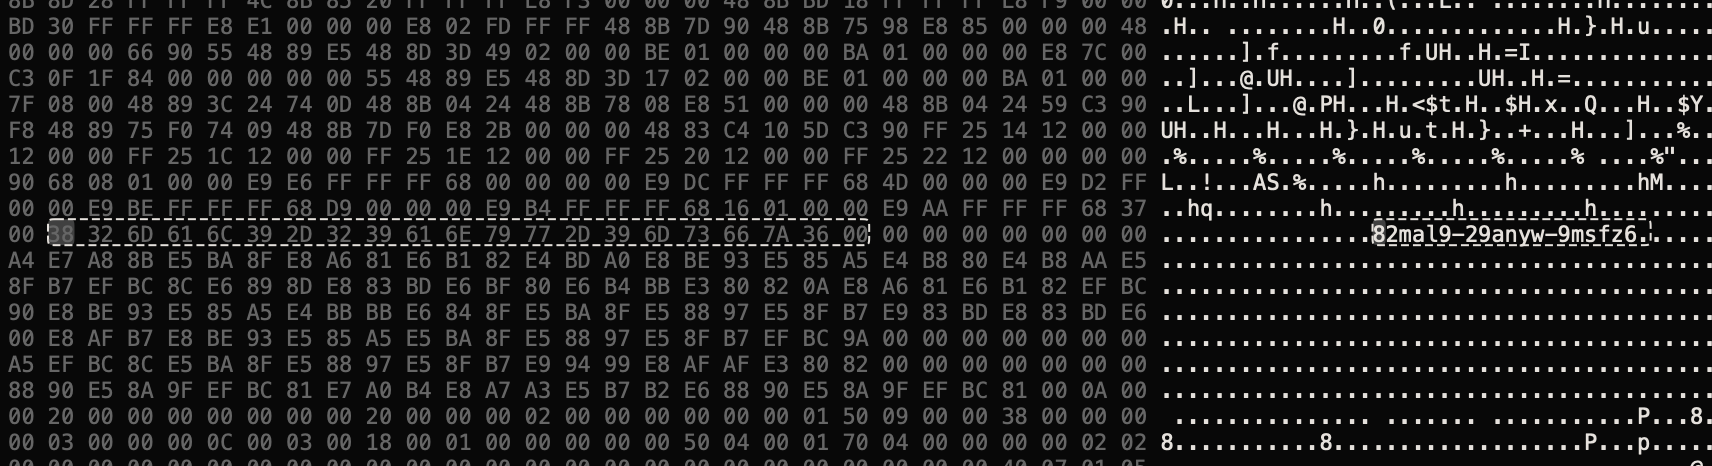 BD 30 FF FF FF E8 E1 00 00 00 E8 02 FD FF FF 48 8B 7D 90 48 8B 75 98 E8 85 00 00 00 48 .H.. .......H..0.............H.}.H.u.......
00 00 00 66 90 55 48 89 E5 48 8D 3D 49 02 00 00 BE 01 00 00 00 BA 01 00 00 00 E8 7C 00 ......].f.........f.UH..H.=I..............
C3 0F 1F 84 00 00 00 00 00 55 48 89 E5 48 8D 3D 17 02 00 00 BE 01 00 00 00 BA 01 00 00 ..]...@.UH....].........UH..H.=...........
7F 08 00 48 89 3C 24 74 0D 48 8B 04 24 48 8B 78 08 E8 51 00 00 00 48 8B 04 24 59 C3 90 ..L...]...@.PH...H.<$t.H..$H.x..Q...H..$Y.
F8 48 89 75 F0 74 09 48 8B 7D F0 E8 2B 00 00 00 48 83 C4 10 5D C3 90 FF 25 14 12 00 00 UH..H...H...H.}.H.u.t.H.}..+...H...]...%..
12 00 00 FF 25 1C 12 00 00 FF 25 1E 12 00 00 FF 25 20 12 00 00 FF 25 22 12 00 00 00 00 .%.....%.....%.....%.....%.....% ....%"...
90 68 08 01 00 00 E9 E6 FF FF FF 68 00 00 00 00 E9 DC FF FF FF 68 4D 00 00 00 E9 D2 FF L..!...AS.%.....h.........h.........hM....
00 00 E9 BE FF FF FF 68 D9 00 00 00 E9 B4 FF FF FF 68 16 01 00 00 E9 AA FF FF FF 68 37 ..hq.......h.........h.........h.........
00 38 32 6D 61 6C 39 2D 32 39 61 6E 79 77 2D 39 6D 73 66 7A 36 00 00 00 00 00 00 00 00 ................82mal9-29anyw-9msfz6......
A4 E7 A8 8B E5 BA 8F E8 A6 81 E6 B1 82 E4 BD A0 E8 BE 93 E5 85 A5 E4 B8 80 E4 B8 AA E5 ..........................................
8F B7 EF BC 8C E6 89 8D E8 83 BD E6 BF 80 E6 B4 BB E3 80 82 0A E8 A6 81 E6 B1 82 EF BC ..........................................
90 E8 BE 93 E5 85 A5 E4 BB BB E6 84 8F E5 BA 8F E5 88 97 E5 8F B7 E9 83 BD E8 83 BD E6 ..........................................
00 E8 AF B7 E8 BE 93 E5 85 A5 E5 BA 8F E5 88 97 E5 8F B7 EF BC 9A 00 00 00 00 00 00 00 ..........................................
A5 EF BC 8C E5 BA 8F E5 88 97 E5 8F B7 E9 94 99 E8 AF AF E3 80 82 00 00 00 00 00 00 00 ..........................................
88 90 E5 8A 9F EF BC 81 E7 A0 B4 E8 A7 A3 E5 B7 B2 E6 88 90 E5 8A 9F EF BC 81 00 0A 00 ..........................................
00 20 00 00 00 00 00 00 20 00 00 00 02 00 00 00 00 00 00 01 50 09 00 00 38 00 00 00 ............... ....... ...........P...8.
00 03 00 00 00 0C 00 03 00 18 00 01 00 00 00 00 00 50 04 00 01 70 04 00 00 00 00 02 02 8...........8...................P...p.....